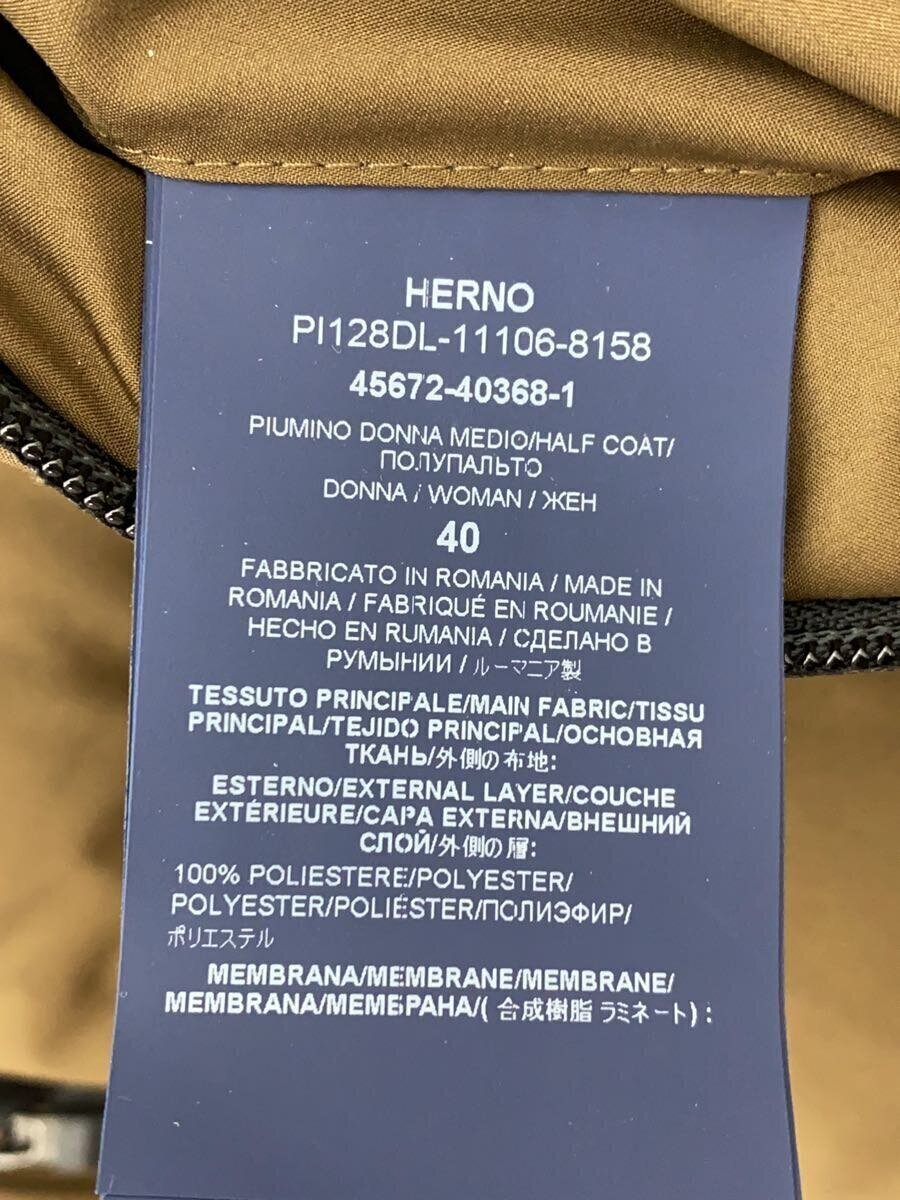 HERNO
PI128DL-11106-8158
45672-40368-1
PIUMINO DONNA MEDIO/HALF COAT/
ПОЛУПАЛЬТО
DONNA / WOMAN / ЖЕН
40
FABBRICATO IN ROMANIA / MADE IN
ROMANIA / FABRIQUÉ EN ROUMANIE /
HECHO EN RUMANIA / СДЕЛАНО В
РУМЫНИИ / ルーマニア製
TESSUTO PRINCIPALE/MAIN FABRIC/TISSU
PRINCIPAL/TEJIDO PRINCIPAL/ОСНОВНАЯ
ТКАНЬ/外側の布地:
ESTERNO/EXTERNAL LAYER/COUCHE
EXTÉRIEURE/CAPA EXTERNA/ВНЕШНИЙ
СЛОЙ/外側の層:
100% POLIESTERE/POLYESTER/
POLYESTER/POLIÉSTER/ПОЛИЭФИР/
ポリエステル
MEMBRANA/MEMBRANE/MEMBRANE/
MEMBRANA/МЕМБРАНА/( 合成樹脂 ラミネート) :